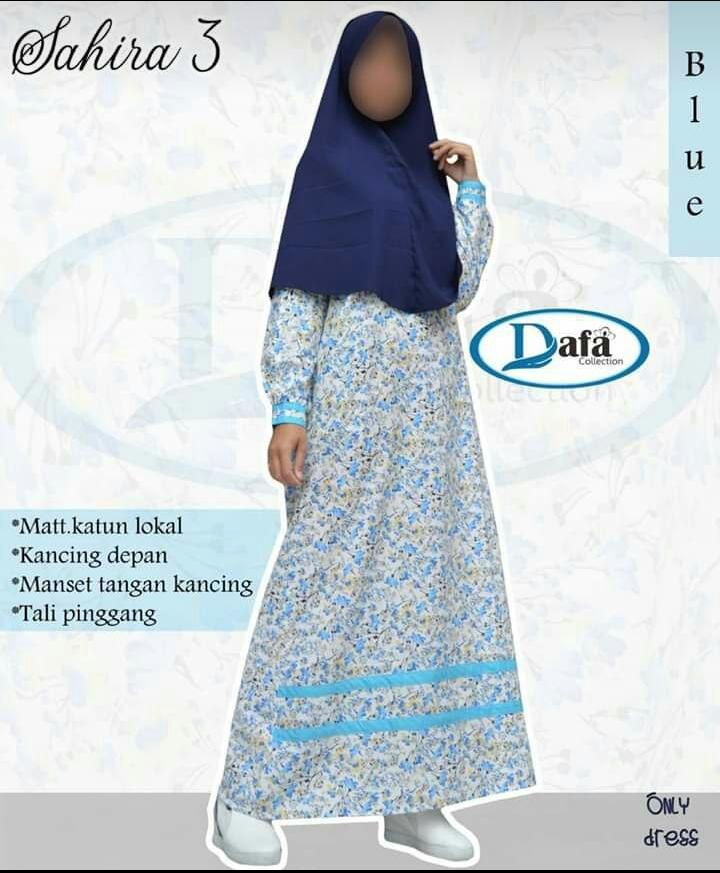 Sahira 3
B
l
u
e
Dafa
Collection
*Matt.katun lokal
*Kancing depan
*Manset tangan kancing
*Tali pinggang
ONLY
dress